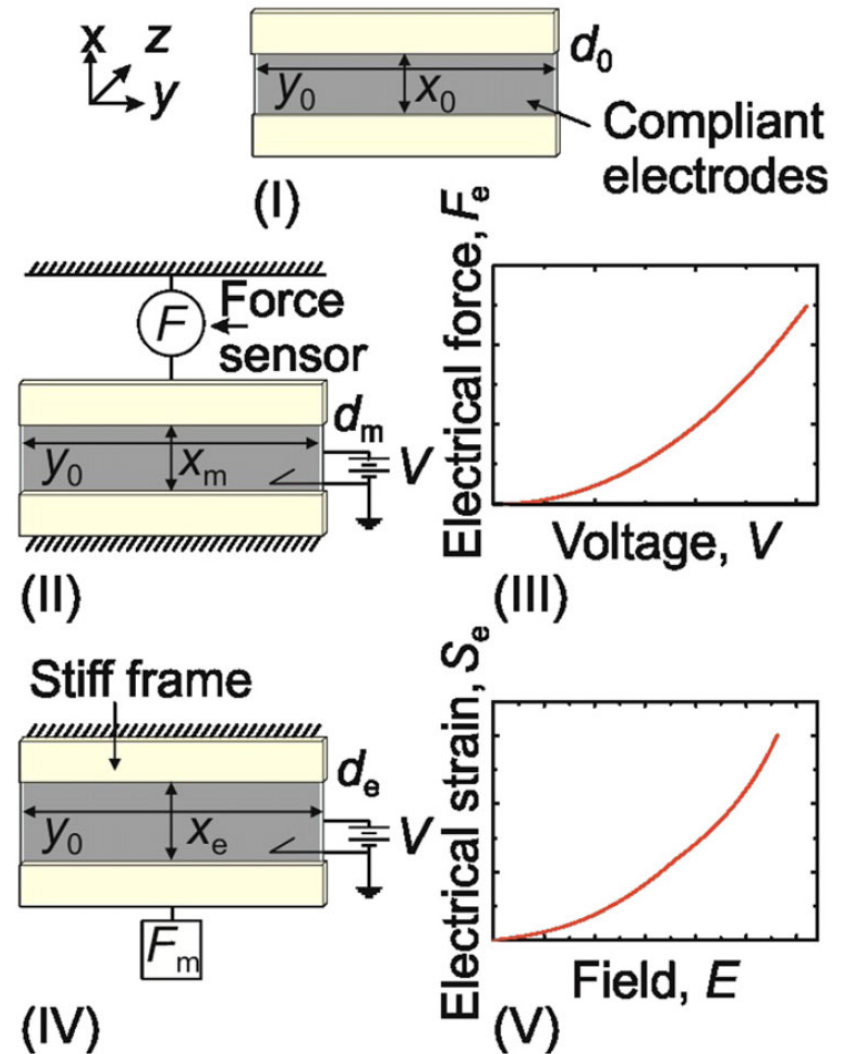 x z
y
d0
y0 x0
Compliant
electrodes
(I)
Force
sensor
F
dm
y0 xm
V
(II)
Electrical force, Fe
Voltage, V
(III)
Stiff frame
de
y0 xe
V
Fm
(IV)
Electrical strain, Se
Field, E
(V)